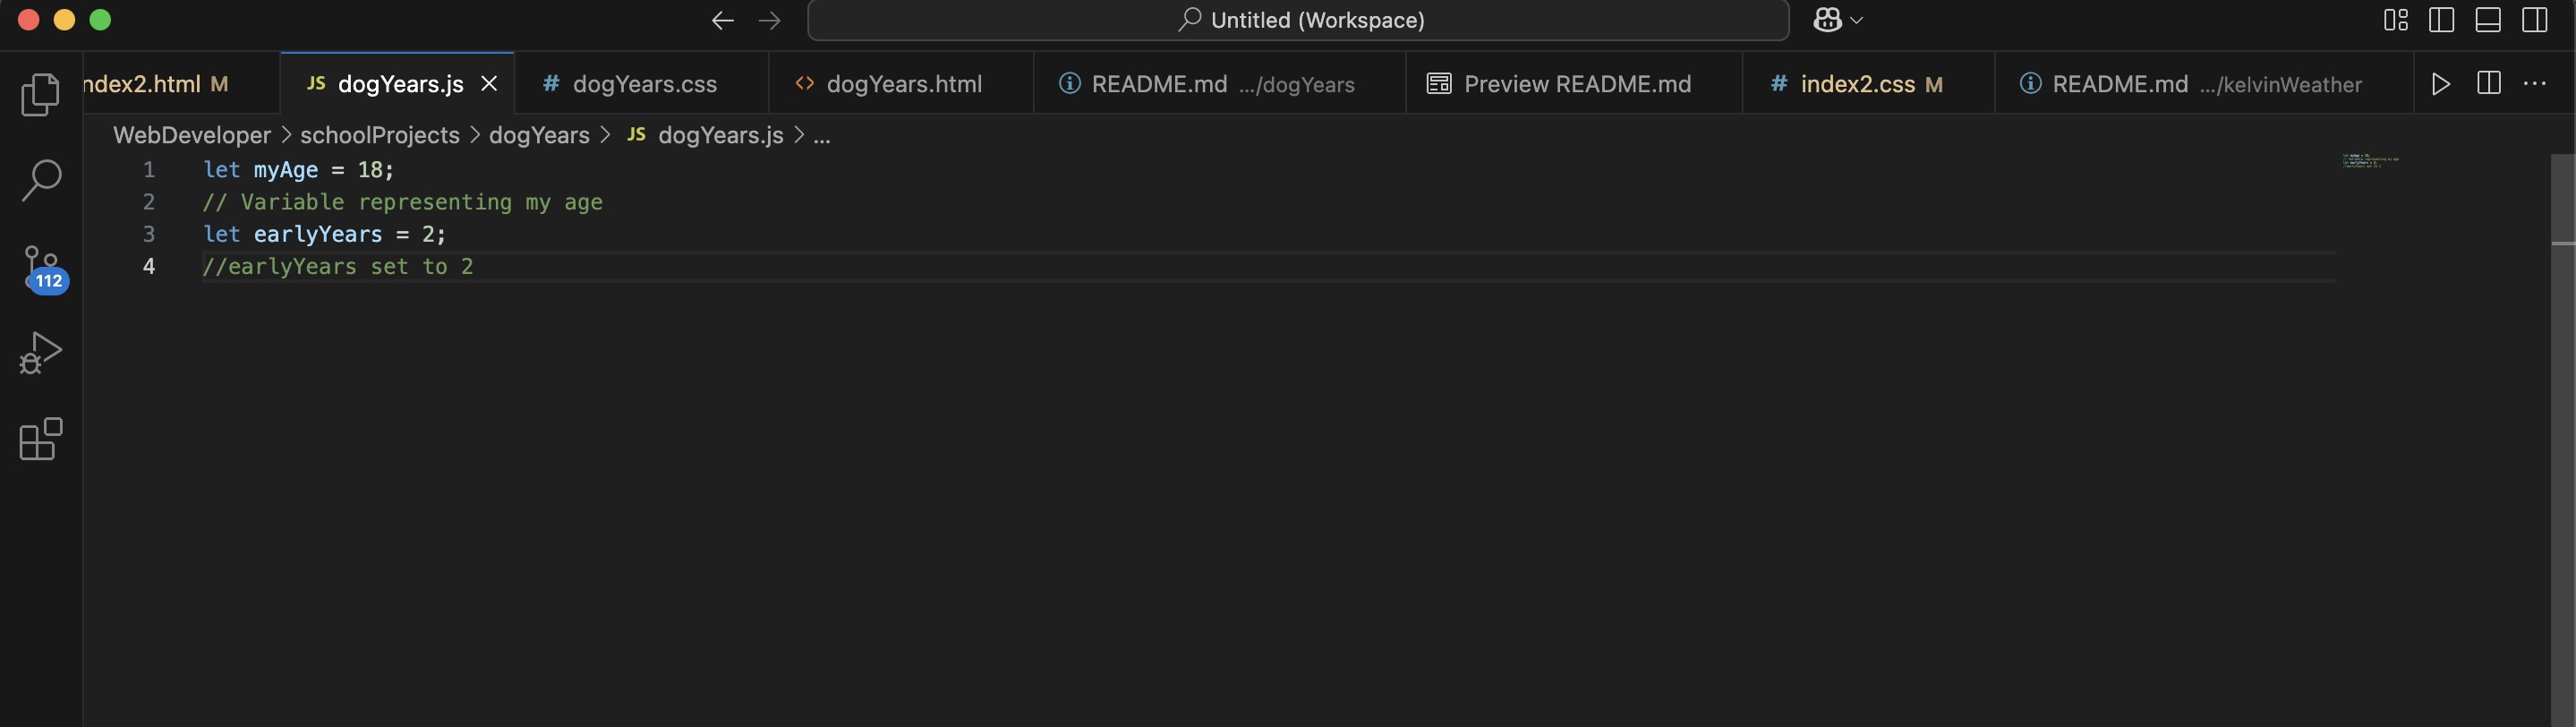 Untitled (Workspace)
ndex2.html M
JS dogYears.js
# dogYears.css
<> dogYears.html
README.md .../dogYears
Preview README.md
# index2.css M
README.md .../kelvinWeather
WebDeveloper > schoolProjects > dogYears > JS dogYears.js > ...
1 let myAge = 18;
2 // Variable representing my age
3 let earlyYears = 2;
4 //earlyYears set to 2
112